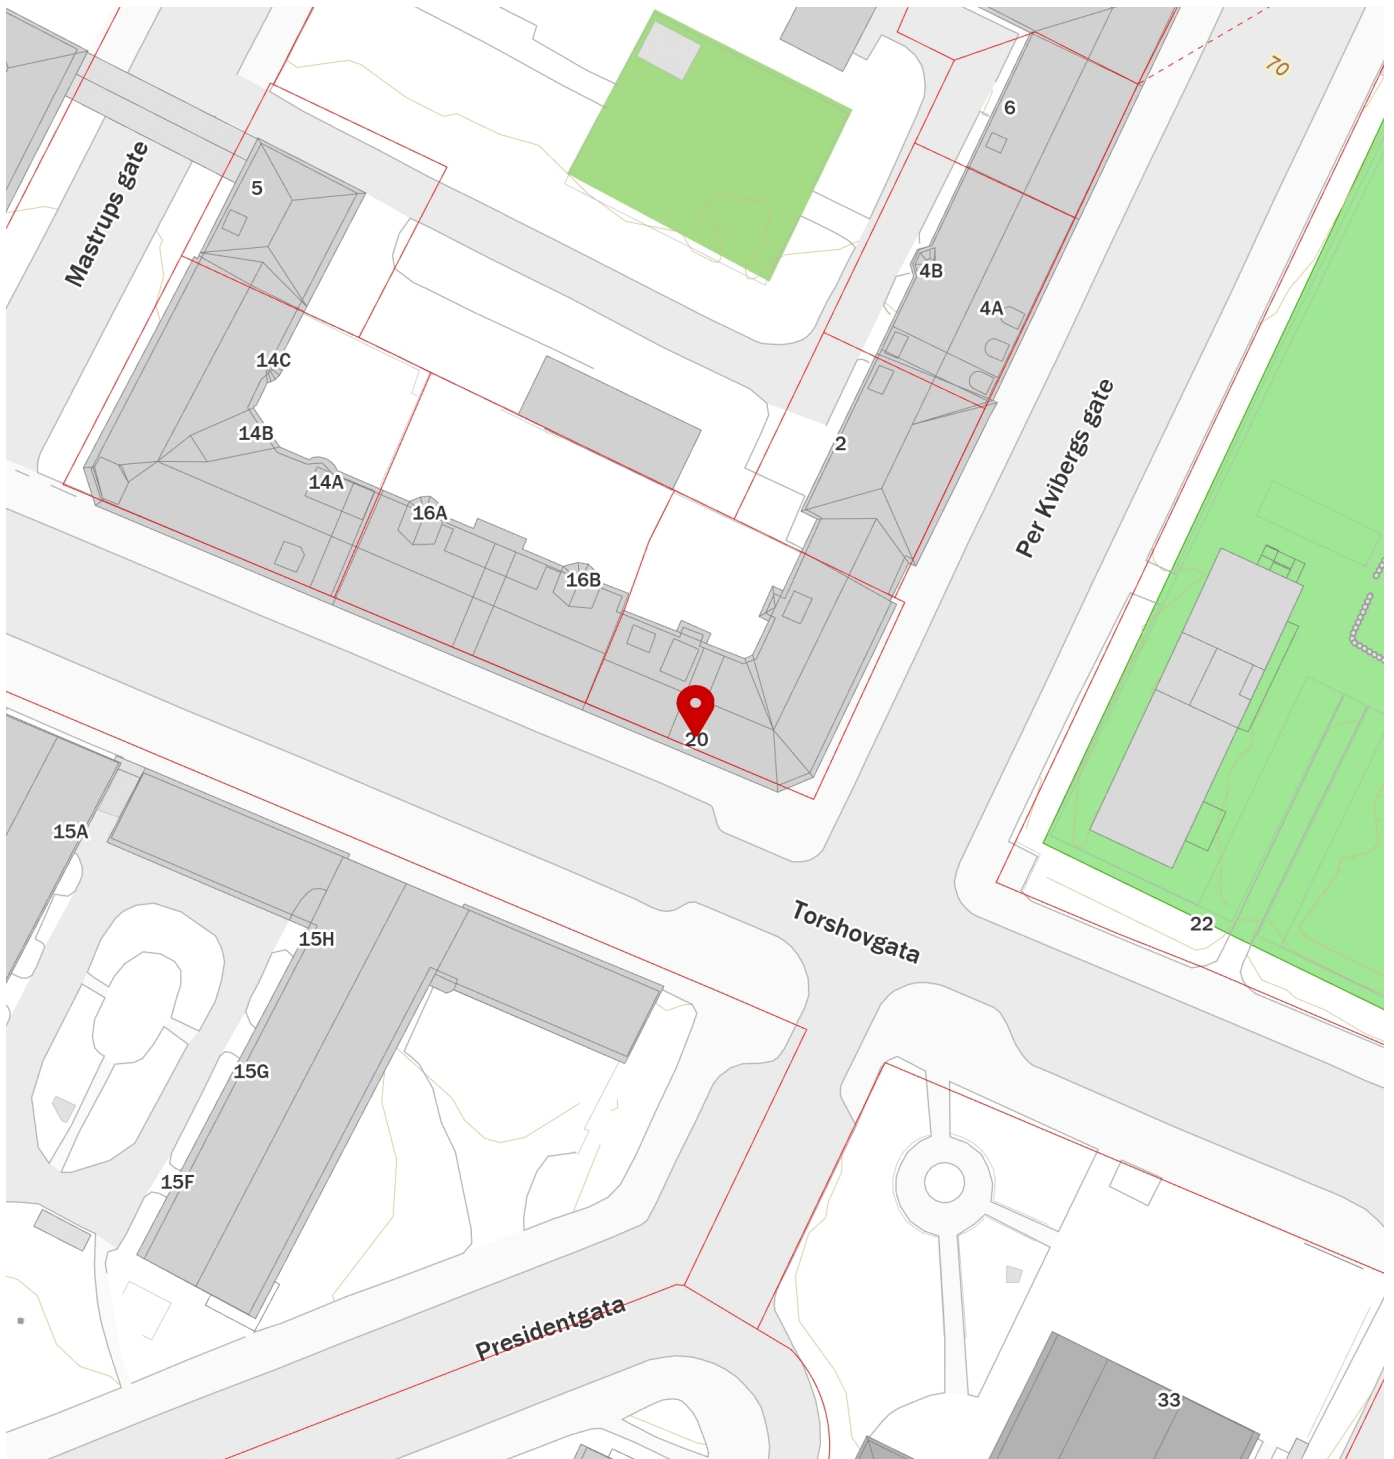 70
6
Mastrups gate
5
4B
4A
14C
14B
2
14A
16A
Per Kvibergs gate
16B
20
15A
Torshovgata
22
15H
15G
15F
Presidentgata
33